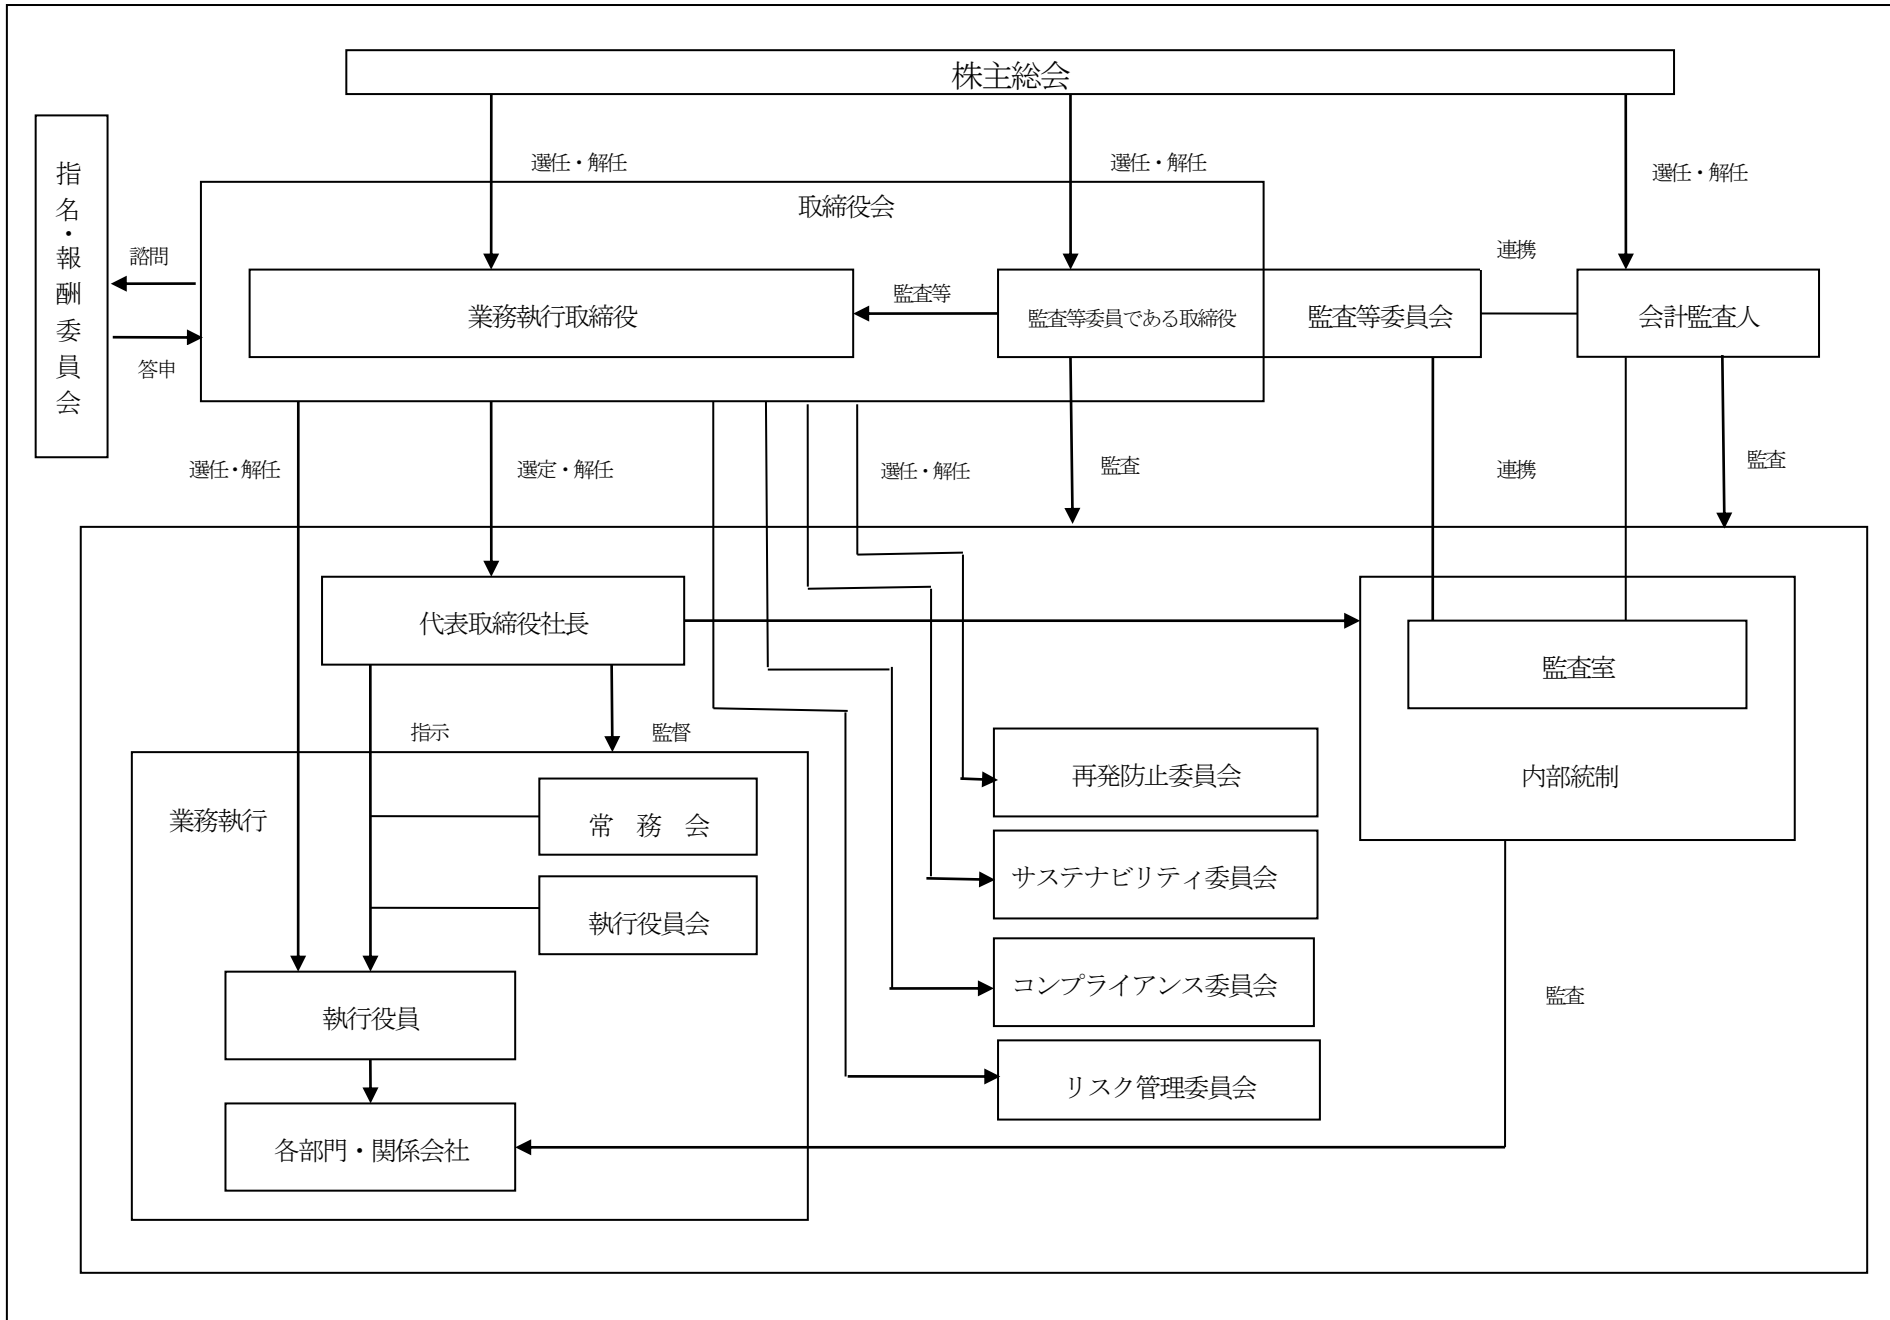 株主総会
選任・解任
選任・解任
選任・解任
指名・報酬委員会
取締役会
諮問
答申
連携
監査等
業務執行取締役
監査等委員である取締役
監査等委員会
会計監査人
選任・解任
選定・解任
選任・解任
監査
連携
監査
代表取締役社長
監査室
内部統制
指示
監督
業務執行
常　務　会
執行役員会
再発防止委員会
サステナビリティ委員会
コンプライアンス委員会
リスク管理委員会
監査
執行役員
各部門・関係会社